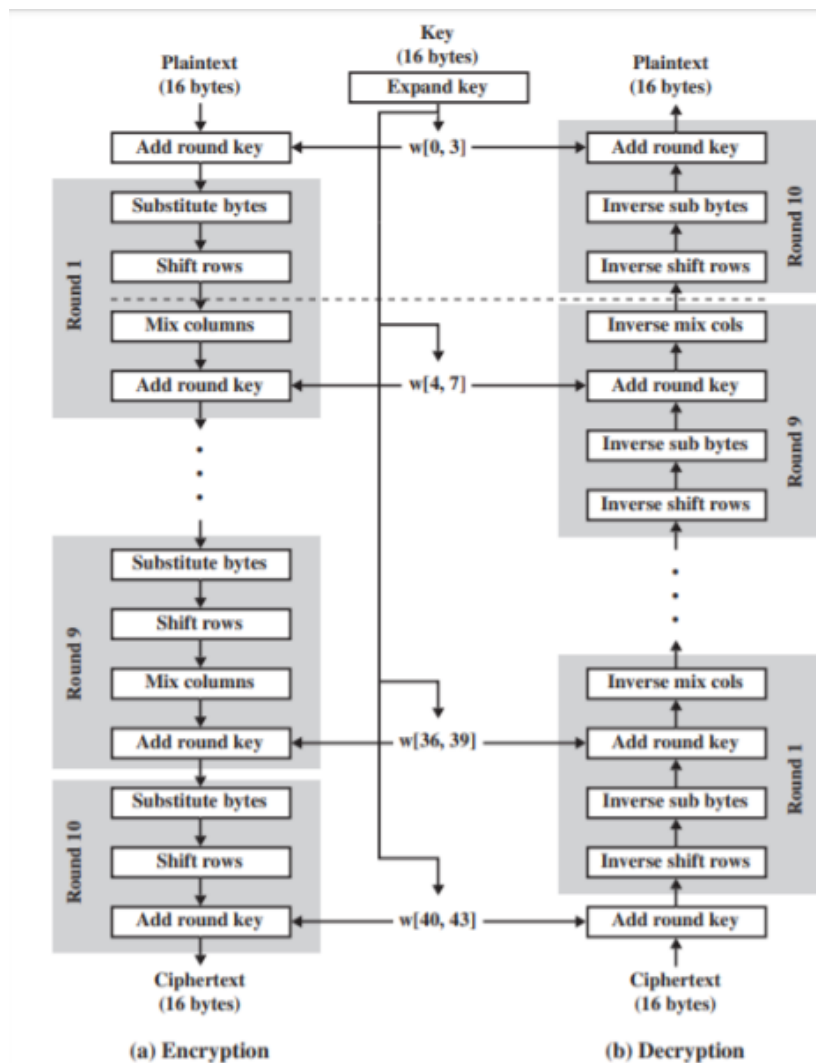 Key
(16 bytes)
Expand key
Plaintext
(16 bytes)
Add round key
Round 1
Substitute bytes
Shift rows
Mix columns
Add round key
Round 9
Substitute bytes
Shift rows
Mix columns
Add round key
Round 10
Substitute bytes
Shift rows
Add round key
Ciphertext
(16 bytes)
(a) Encryption
w[0, 3]
w[4, 7]
w[36, 39]
w[40, 43]
Plaintext
(16 bytes)
Add round key
Inverse sub bytes
Inverse shift rows
Round 10
Inverse mix cols
Add round key
Inverse sub bytes
Inverse shift rows
Round 9
Inverse mix cols
Add round key
Inverse sub bytes
Inverse shift rows
Round 1
Add round key
Ciphertext
(16 bytes)
(b) Decryption